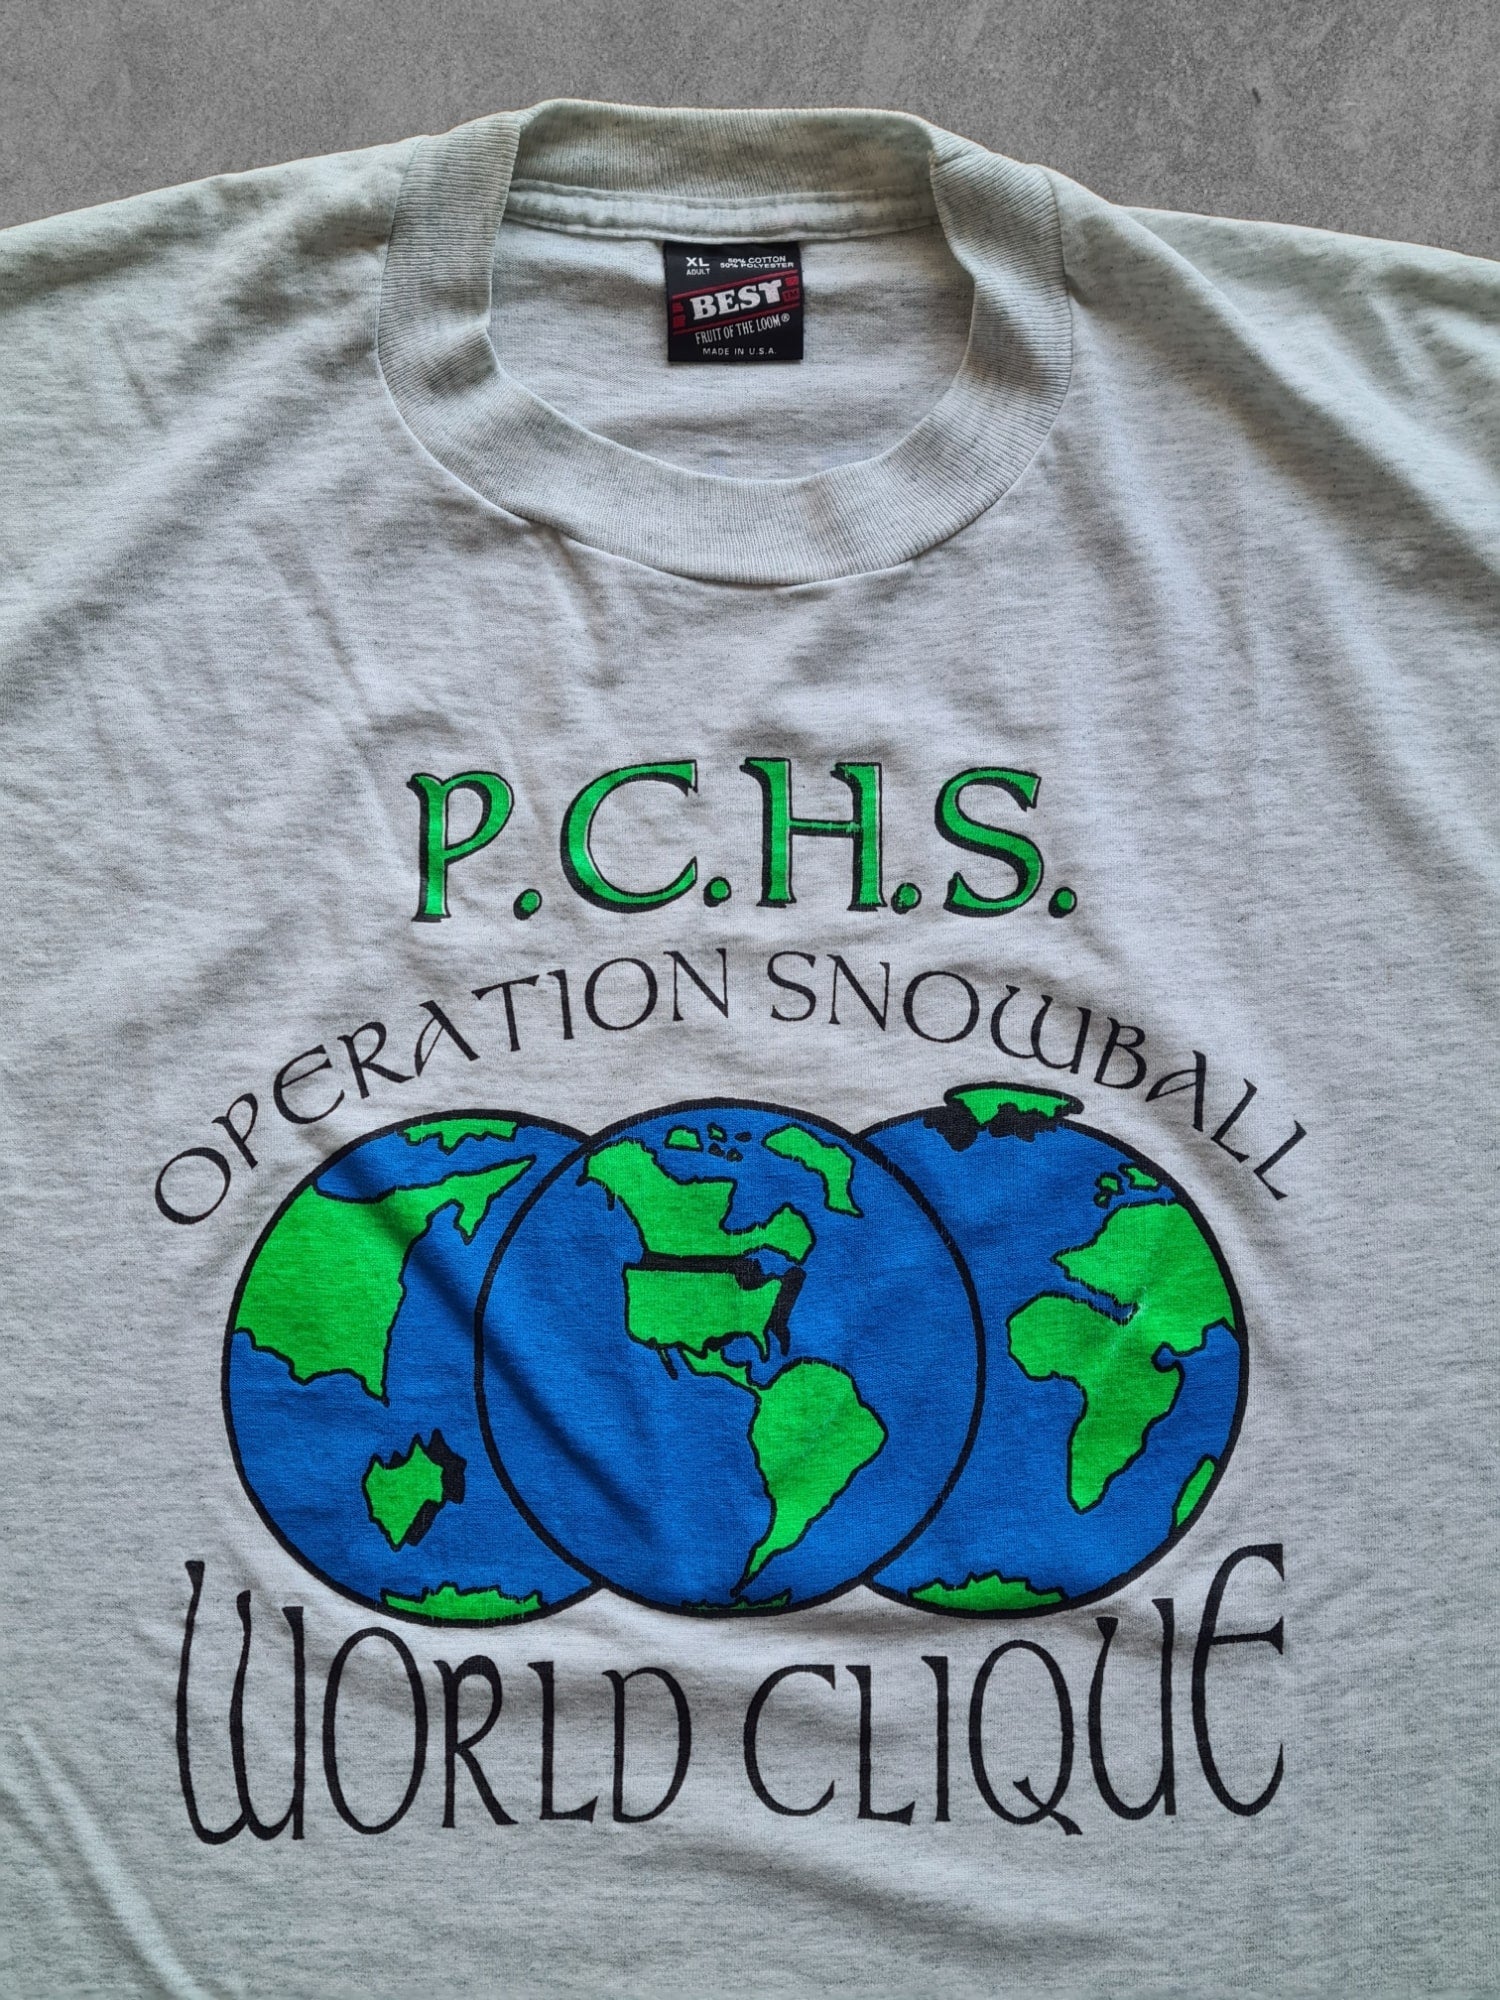 XL 50% COTTON
ADULT 50% POLYESTER
BEST
FRUIT OF THE LOOM®
MADE IN U.S.A.
P.C.H.S.
OPERATION SNOWBALL
WORLD CLIQUE